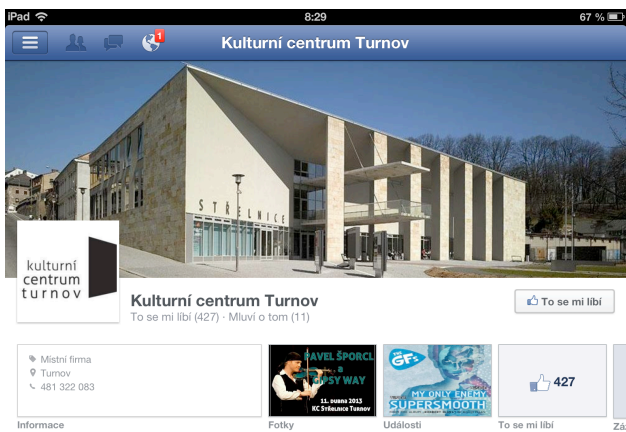 iPad 8:29 67 %
1
Kulturní centrum Turnov
STŘELNICE
kulturní
centrum
turnov
Kulturní centrum Turnov
To se mi líbí (427) · Mluví o tom (11)
To se mi líbí
Místní firma
Turnov
481 322 083
Informace
PAVEL ŠPORCL
a
GIPSY WAY
11. dubna 2013
KC Střelnice Turnov
Fotky
THE
GFs
MY ONLY ENEMY
SUPERSMOOTH
Události
427
To se mi líbí